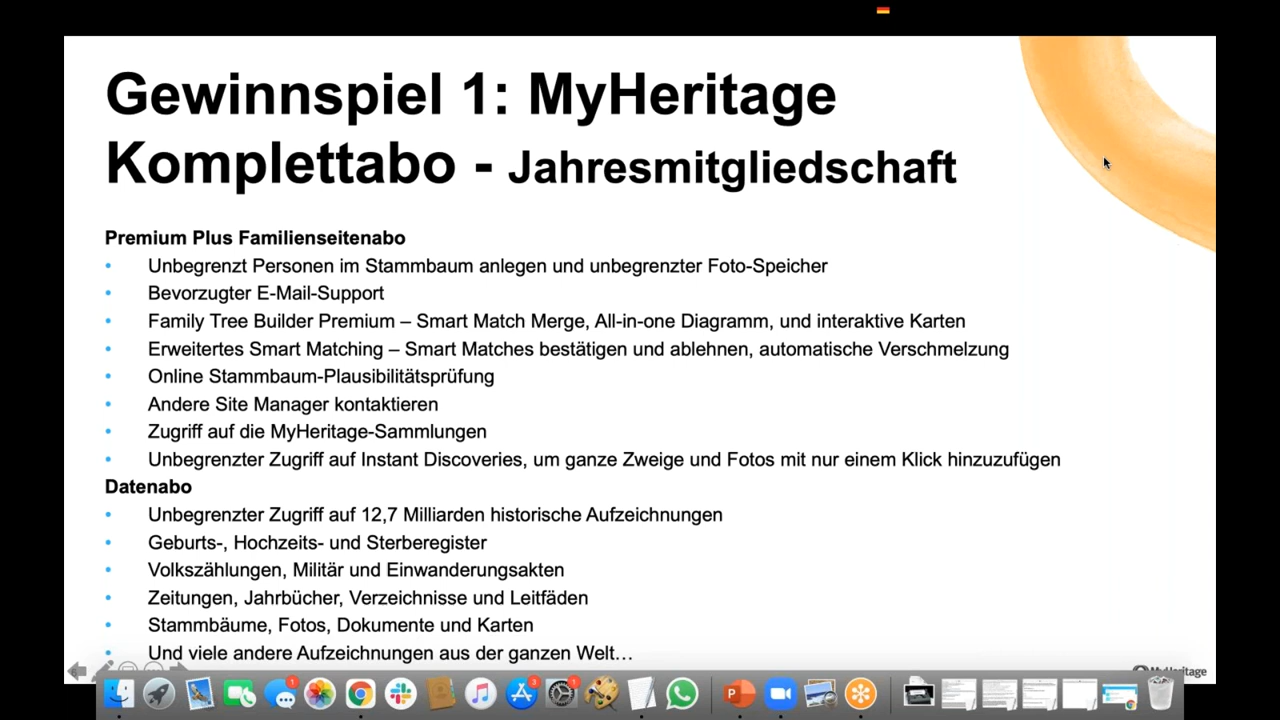 Gewinnspiel 1: MyHeritage
Komplettabo - Jahresmitgliedschaft
Premium Plus Familienseitenabo
• Unbegrenzt Personen im Stammbaum anlegen und unbegrenzter Foto-Speicher
• Bevorzugter E-Mail-Support
• Family Tree Builder Premium – Smart Match Merge, All-in-one Diagramm, und interaktive Karten
• Erweitertes Smart Matching – Smart Matches bestätigen und ablehnen, automatische Verschmelzung
• Online Stammbaum-Plausibilitätsprüfung
• Andere Site Manager kontaktieren
• Zugriff auf die MyHeritage-Sammlungen
• Unbegrenzter Zugriff auf Instant Discoveries, um ganze Zweige und Fotos mit nur einem Klick hinzuzufügen
Datenabo
• Unbegrenzter Zugriff auf 12,7 Milliarden historische Aufzeichnungen
• Geburts-, Hochzeits- und Sterberegister
• Volkszählungen, Militär und Einwanderungsakten
• Zeitungen, Jahrbücher, Verzeichnisse und Leitfäden
• Stammbäume, Fotos, Dokumente und Karten
• Und viele andere Aufzeichnungen aus der ganzen Welt…
MyHeritage